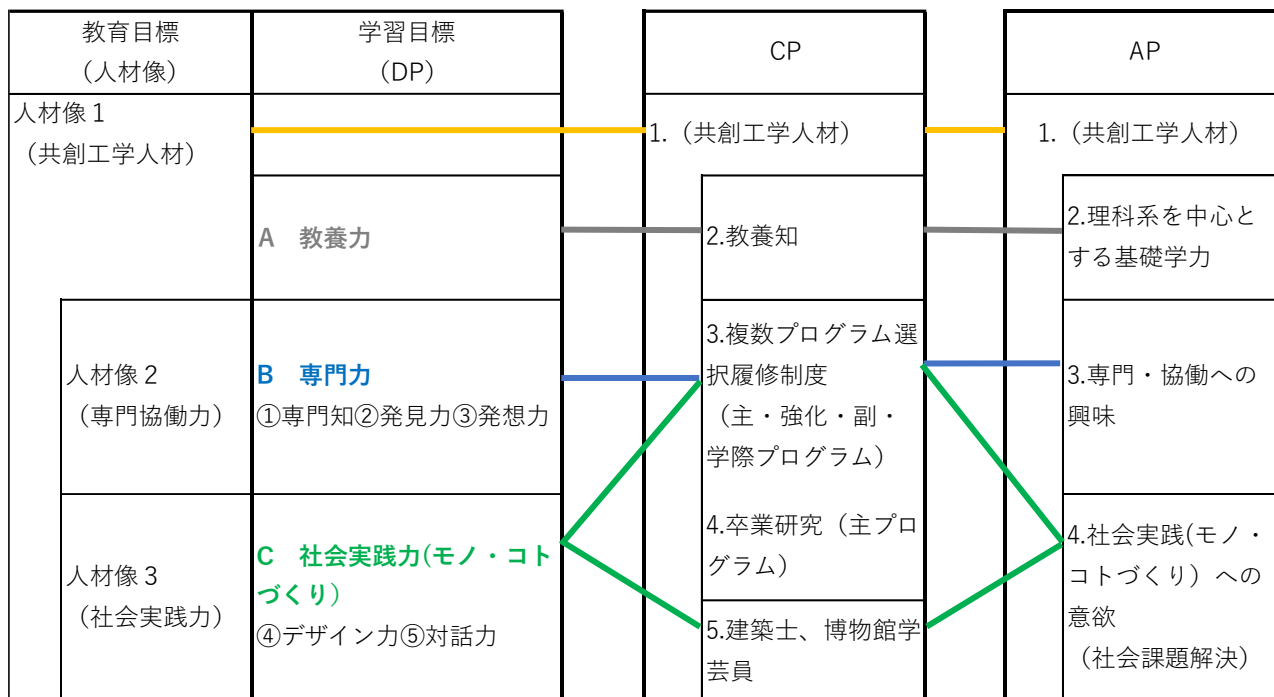 教育目標
（人材像）
学習目標
（DP）
CP
AP
人材像１
（共創工学人材）
1.（共創工学人材）
1.（共創工学人材）
A　教養力
2.教養知
2.理科系を中心と
する基礎学力
人材像２
（専門協働力）
B　専門力
①専門知②発見力③発想力
3.複数プログラム選
択履修制度
（主・強化・副・
学際プログラム）
4.卒業研究（主プロ
グラム）
3.専門・協働への
興味
人材像３
（社会実践力）
C　社会実践力(モノ・コト
づくり）
④デザイン力⑤対話力
5.建築士、博物館学
芸員
4.社会実践(モノ・
コトづくり）への
意欲
（社会課題解決）